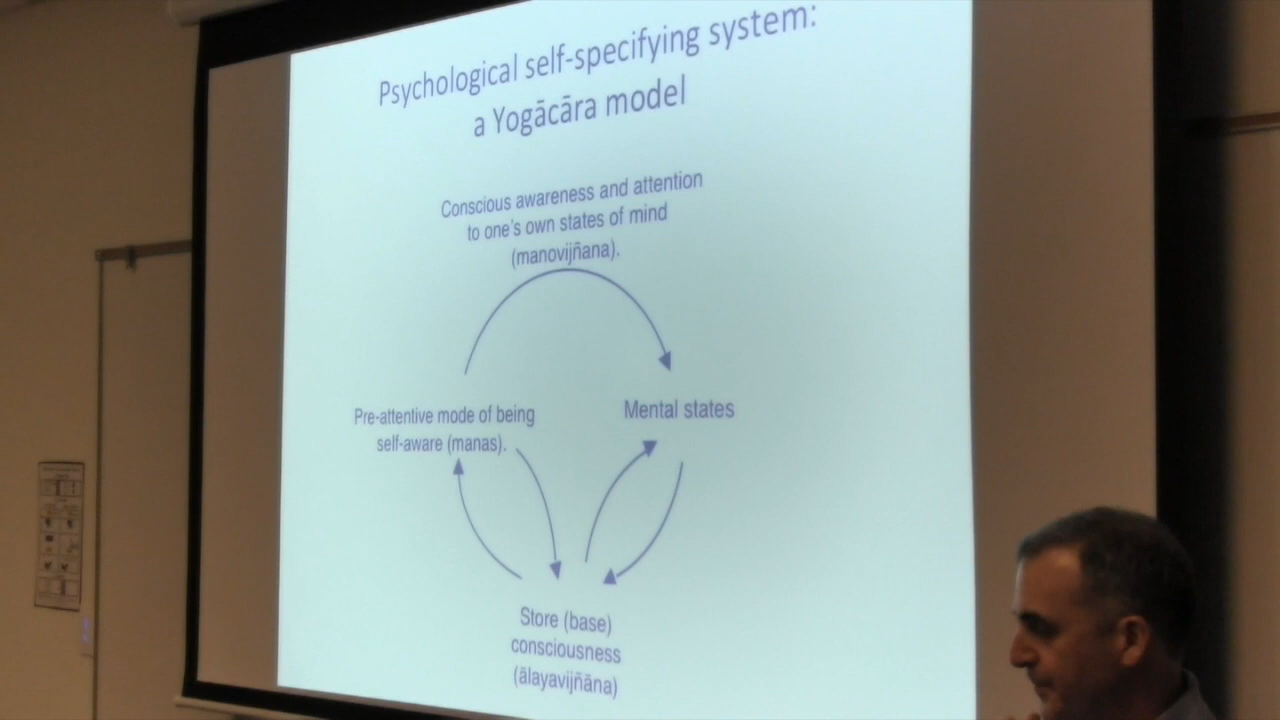 Psychological self-specifying system:
a Yogācāra model
Conscious awareness and attention
to one's own states of mind
(manovijñana).
Pre-attentive mode of being
self-aware (manas).
Mental states
Store (base)
consciousness
(ālayavijñāna)